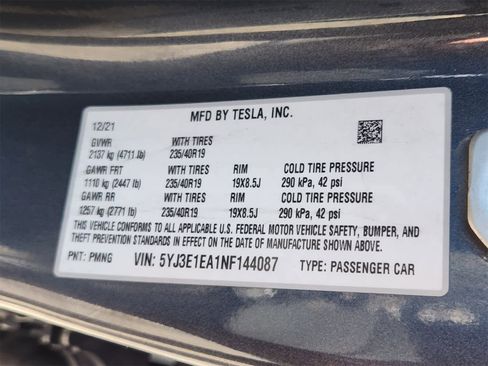 MFD BY TESLA, INC.
12/21
GVWR WITH TIRES
2137 kg (4711 lb) 235/40R19
GAWR FRT WITH TIRES RIM COLD TIRE PRESSURE
1110 kg (2447 lb) 235/40R19 19X8.5J 290 kPa, 42 psi
GAWR RR WITH TIRES RIM COLD TIRE PRESSURE
1257 kg (2771 lb) 235/40R19 19X8.5J 290 kPa, 42 psi
THIS VEHICLE CONFORMS TO ALL APPLICABLE U.S. FEDERAL MOTOR VEHICLE SAFETY, BUMPER, AND
THEFT PREVENTION STANDARDS IN EFFECT ON THE DATE OF MANUFACTURE SHOWN ABOVE.
PNT: PMNG VIN: 5YJ3E1EA1NF144087 TYPE: PASSENGER CAR